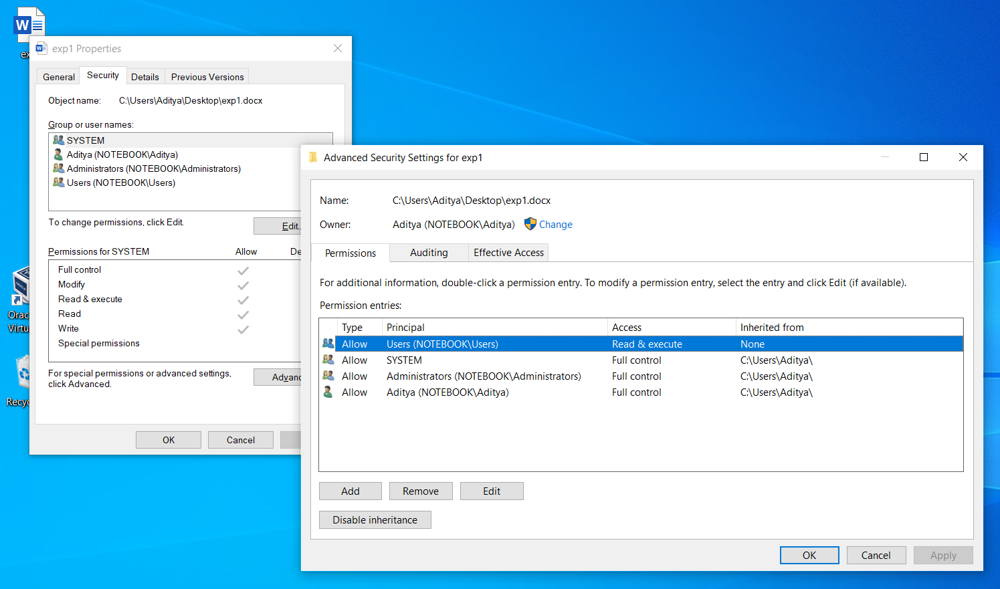 W
ex
exp1 Properties
General
Security
Details
Previous Versions
Object name:
C:\Users\Aditya\Desktop\exp1.docx
Group or user names:
SYSTEM
Aditya (NOTEBOOK\Aditya)
Administrators (NOTEBOOK\Administrators)
Users (NOTEBOOK\Users)
To change permissions, click Edit.
Edit..
Permissions for SYSTEM
Allow
De
Full control
Modify
Read & execute
Read
Write
Special permissions
For special permissions or advanced settings,
click Advanced.
Advanc
OK
Cancel
Orac
Virtu
Recyc
Advanced Security Settings for exp1
Name:
C:\Users\Aditya\Desktop\exp1.docx
Owner:
Aditya (NOTEBOOK\Aditya)
Change
Permissions
Auditing
Effective Access
For additional information, double-click a permission entry. To modify a permission entry, select the entry and click Edit (if available).
Permission entries:
Type Principal Access Inherited from
Allow Users (NOTEBOOK\Users) Read & execute None
Allow SYSTEM Full control C:\Users\Aditya\
Allow Administrators (NOTEBOOK\Administrators) Full control C:\Users\Aditya\
Allow Aditya (NOTEBOOK\Aditya) Full control C:\Users\Aditya\
Add
Remove
Edit
Disable inheritance
OK
Cancel
Apply